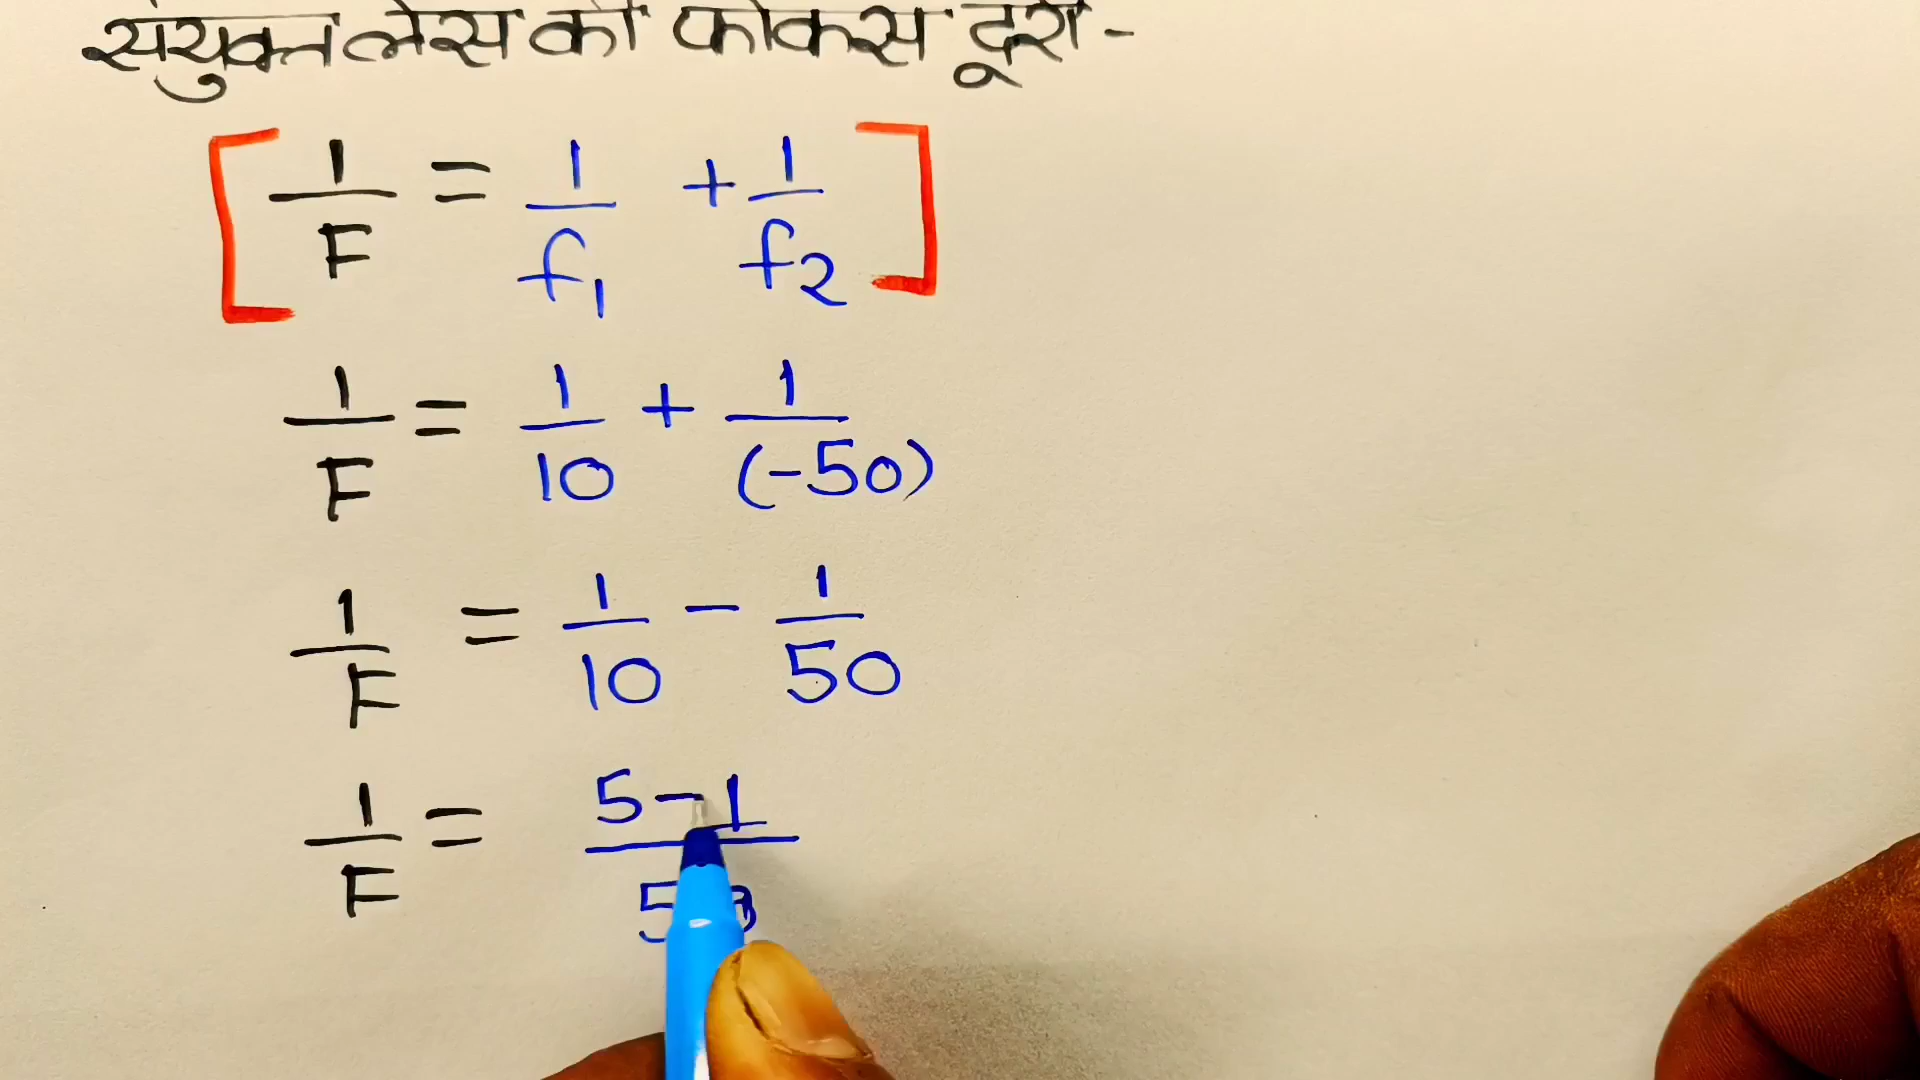 संयुक्त लेंस की फोकस दूरी -
[ 1/F = 1/f₁ + 1/f₂ ]
1/F = 1/10 + 1/(-50)
1/F = 1/10 - 1/50
1/F = 5-1/50